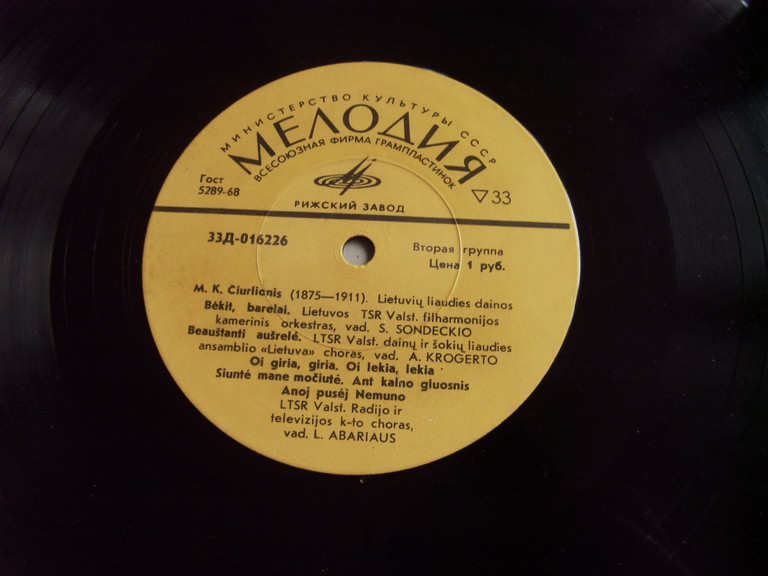 МИНИСТЕРСТВО КУЛЬТУРЫ СССР
МЕЛОДИЯ
ВСЕСОЮЗНАЯ ФИРМА ГРАМПЛАСТИНОК
Гост
5289-68
▽33
РИЖСКИЙ ЗАВОД
33Д-016226
Вторая группа
Цена 1 руб.
M. K. Čiurlionis (1875—1911). Lietuvių liaudies dainos
Bėkit, bareliai. Lietuvos TSR Valst. filharmonijos
kamerinis orkestras, vad. S. SONDECKIO
Beauštanti aušrelė. LTSR Valst. dainų ir šokių liaudies
ansamblio «Lietuva» choras, vad. A. KROGERTO
Oi giria, giria. Oi lekia, lekia
Siuntė mane močiutė. Ant kalno gluosnis
Anoj pusėj Nemuno
LTSR Valst. Radijo ir
televizijos k-to choras,
vad. L. ABARIAUS